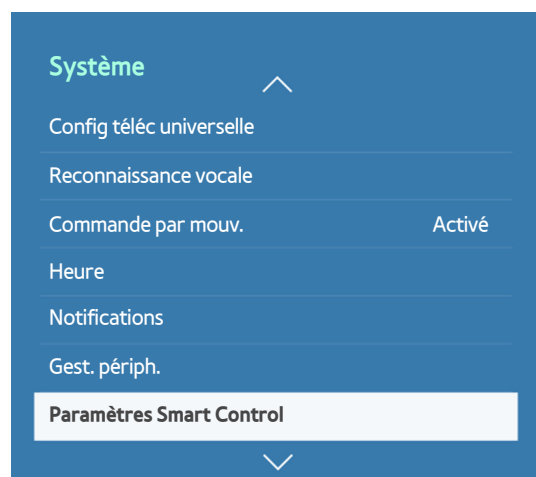 Système
Config téléc universelle
Reconnaissance vocale
Commande par mouv. Activé
Heure
Notifications
Gest. périph.
Paramètres Smart Control